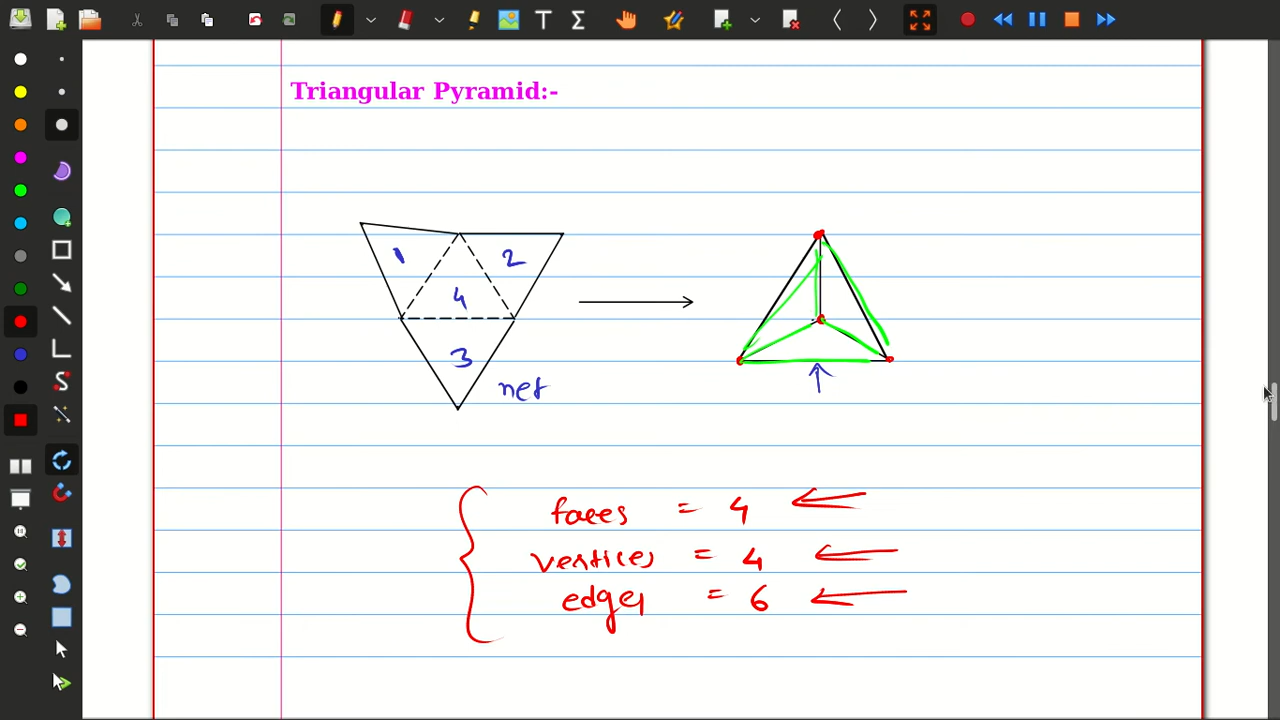 Triangular Pyramid:-
1 2
4
3
net
faces = 4
vertices = 4
edges = 6